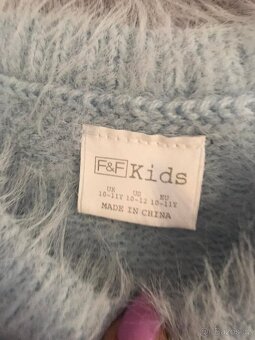 F&F Kids
UK US EU
10-11Y 10-12 10-11Y
MADE IN CHINA